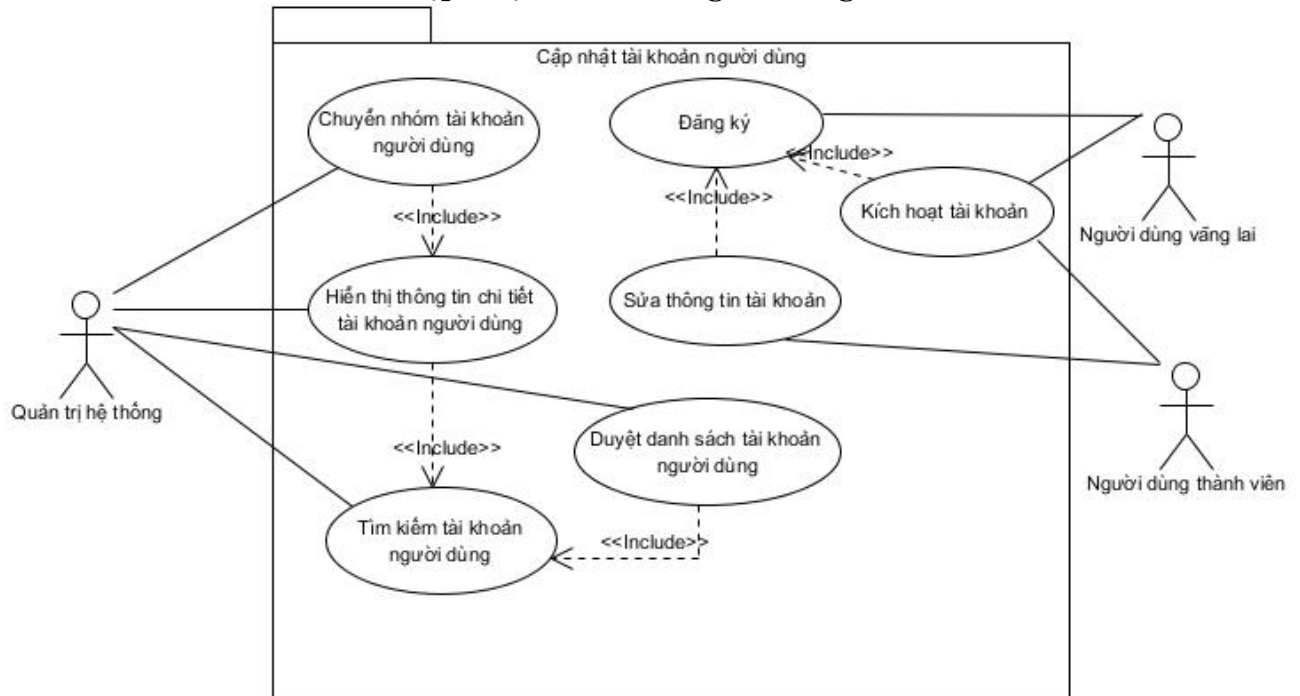 Cập nhật tài khoản người dùng
Chuyển nhóm tài khoản
người dùng
Đăng ký
<<Include>>
<<Include>>
<<Include>>
Kích hoạt tài khoản
Người dùng vãng lai
Hiển thị thông tin chi tiết
tài khoản người dùng
Sửa thông tin tài khoản
Quản trị hệ thống
<<Include>>
Duyệt danh sách tài khoản
người dùng
Người dùng thành viên
Tìm kiếm tài khoản
người dùng
<<Include>>